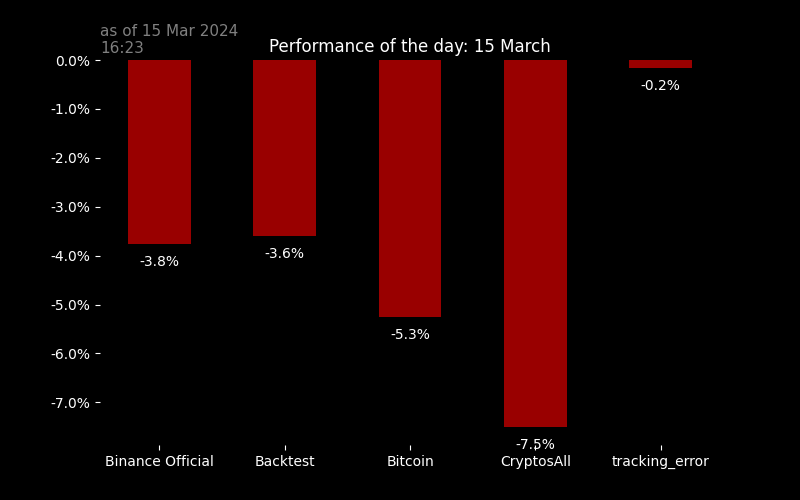 as of 15 Mar 2024
16:23
Performance of the day: 15 March
0.0%
-1.0%
-2.0%
-3.0%
-4.0%
-5.0%
-6.0%
-7.0%
-3.8%
-3.6%
-5.3%
-7.5%
-0.2%
Binance Official
Backtest
Bitcoin
CryptosAll
tracking_error